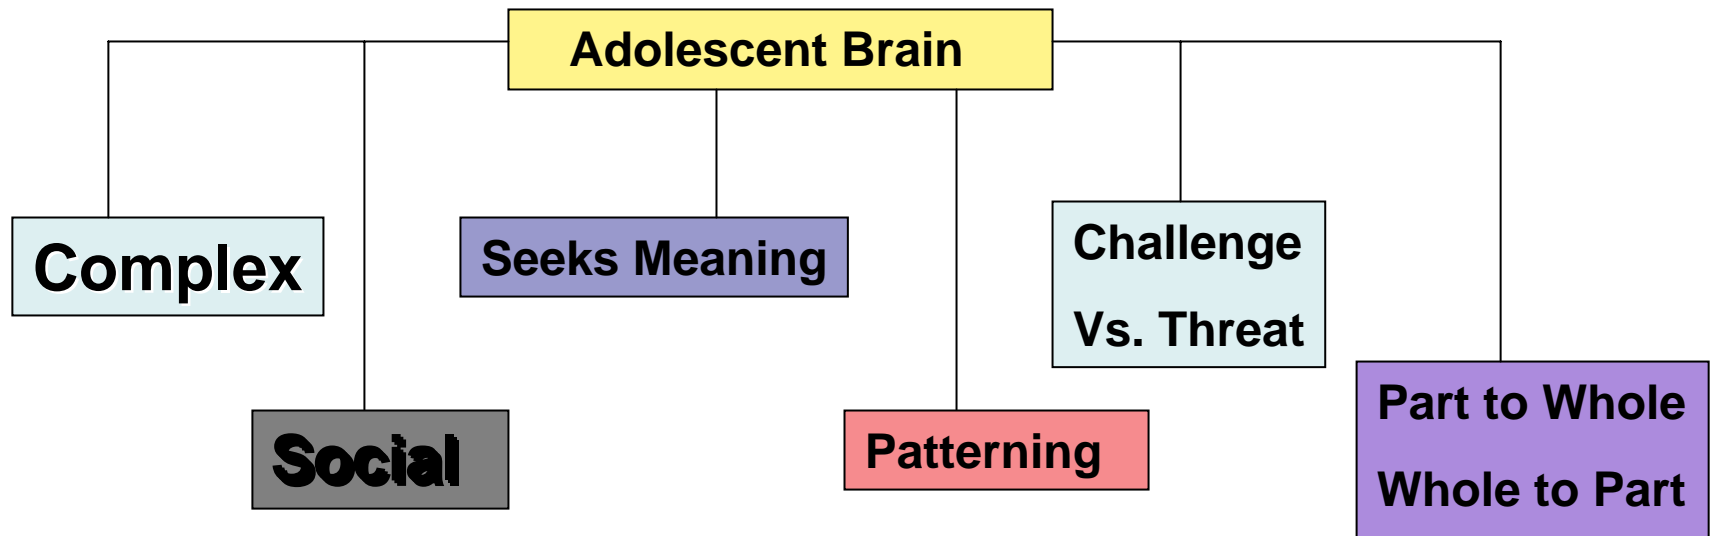 Adolescent Brain
Complex
Social
Seeks Meaning
Patterning
Challenge
Vs. Threat
Part to Whole
Whole to Part